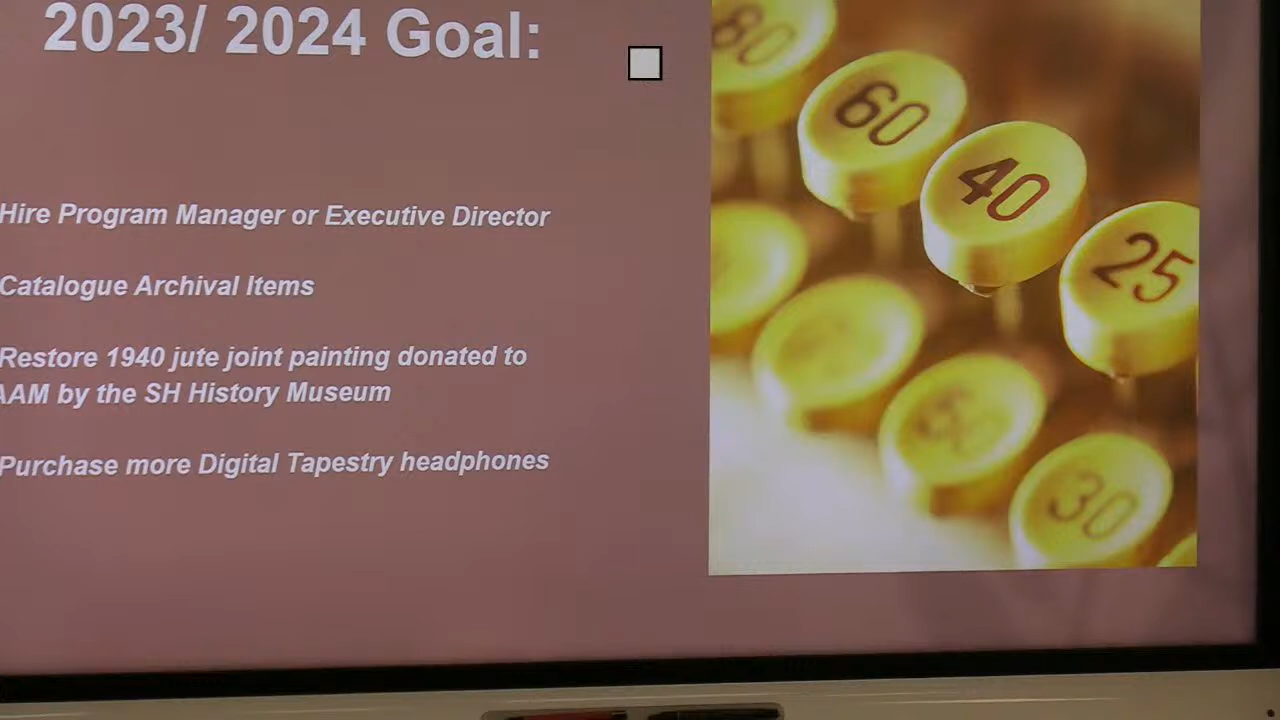 2023/ 2024 Goal:
Hire Program Manager or Executive Director
Catalogue Archival Items
Restore 1940 jute joint painting donated to
AAM by the SH History Museum
Purchase more Digital Tapestry headphones
80
60
40
25
30